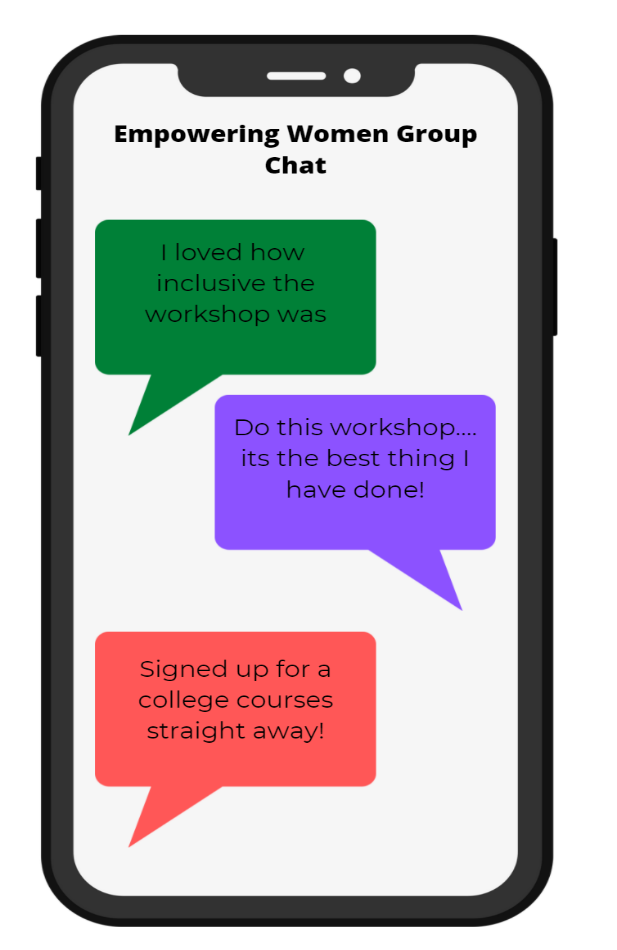 Empowering Women Group
Chat
I loved how
inclusive the
workshop was
Do this workshop....
its the best thing I
have done!
Signed up for a
college courses
straight away!